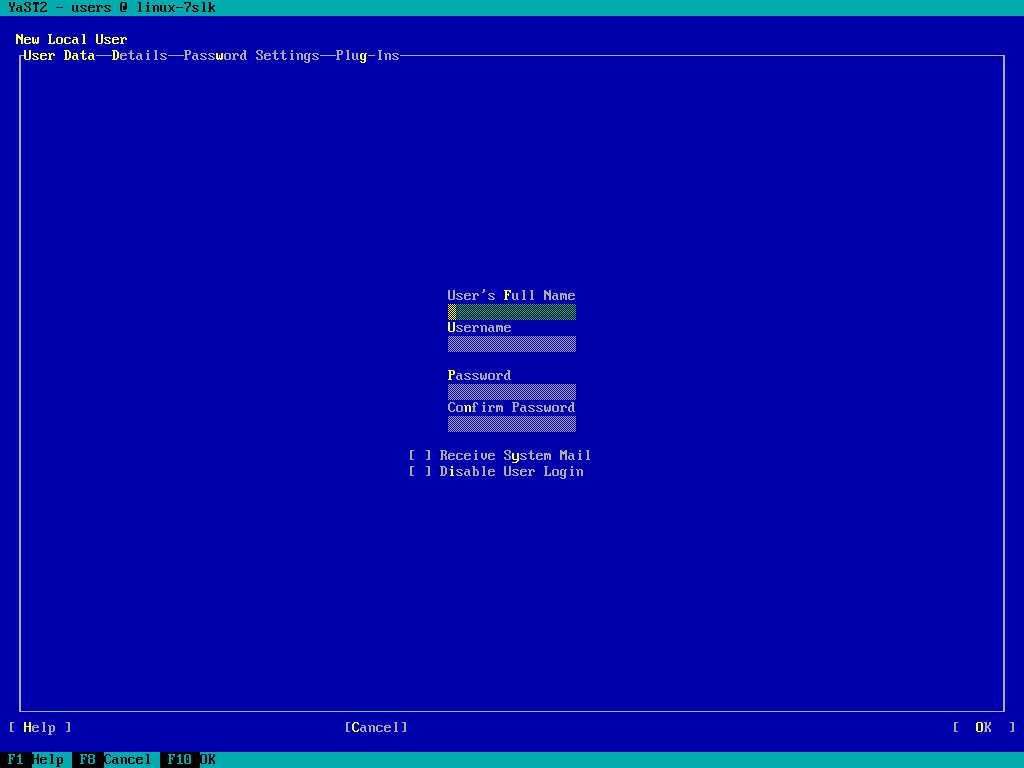 YaST2 - users @ linux-7slk
New Local User
User Data Details Password Settings Plug-Ins
User's Full Name
Username
Password
Confirm Password
[ ] Receive System Mail
[ ] Disable User Login
[ Help ] [Cancel] [ OK ]
F1 Help F8 Cancel F10 OK